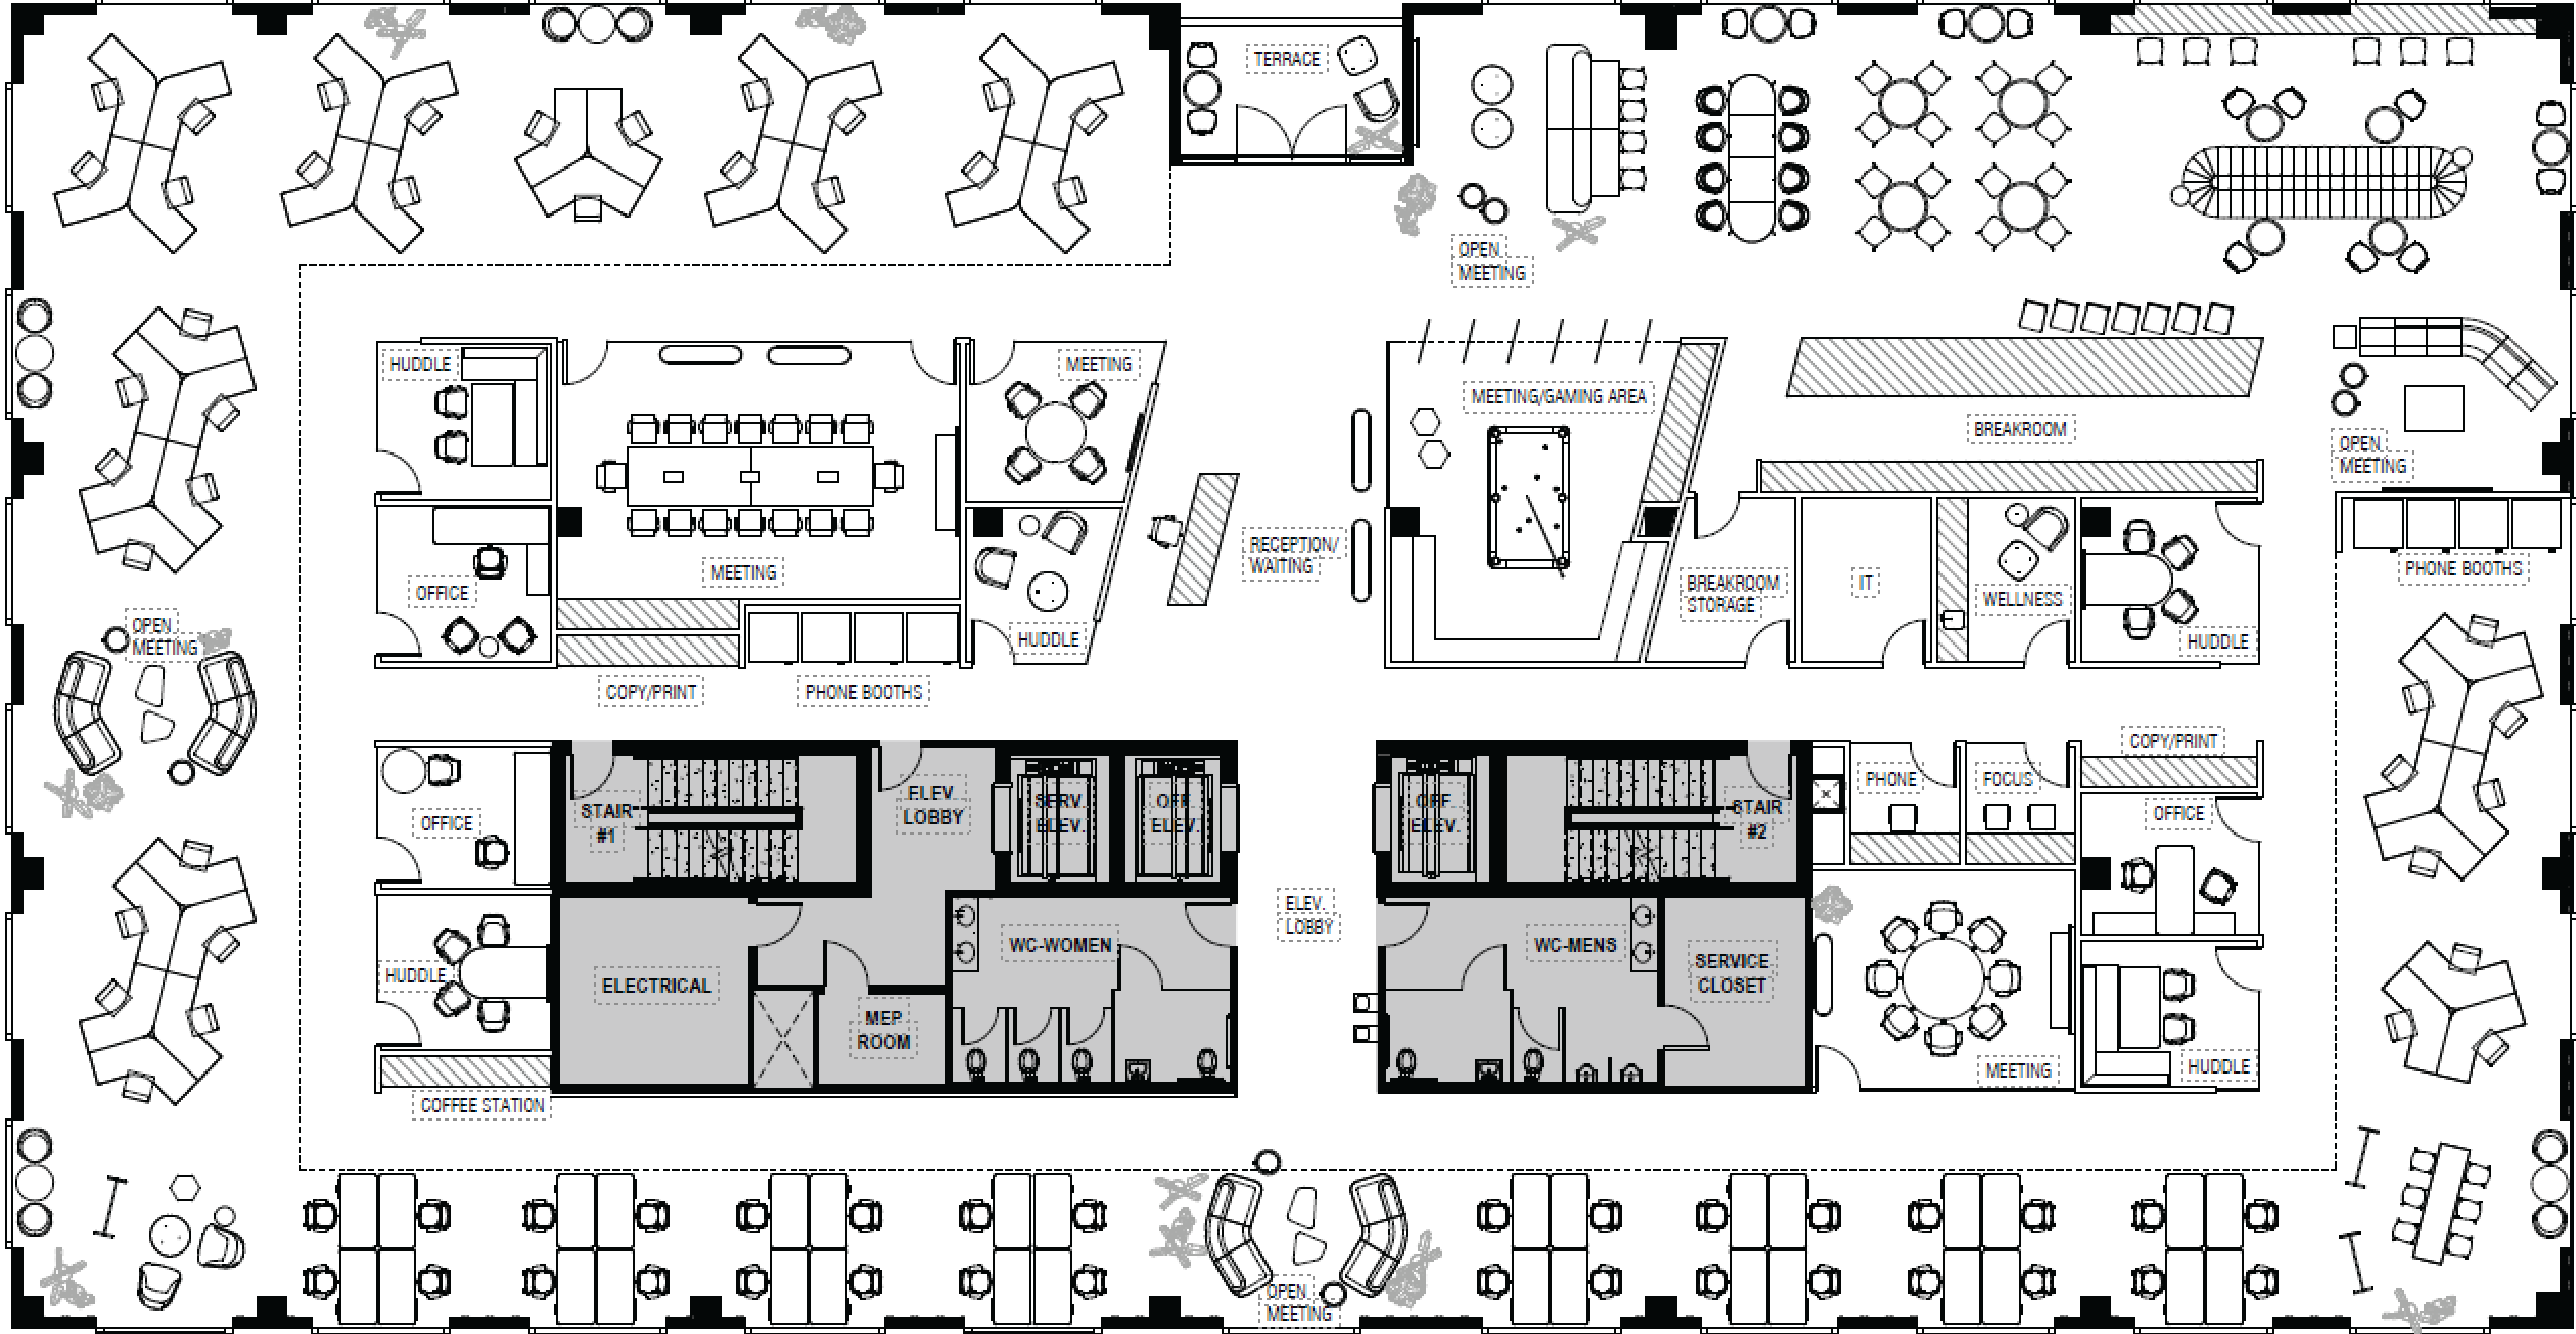 TERRACE
OPEN
MEETING
HUDDLE
MEETING
MEETING/GAMING AREA
BREAKROOM
OPEN
MEETING
RECEPTION/
WAITING
PHONE BOOTHS
MEETING
OFFICE
BREAKROOM
STORAGE
IT
WELLNESS
HUDDLE
HUDDLE
OPEN
MEETING
COPY/PRINT
PHONE BOOTHS
COPY/PRINT
PHONE
FOCUS
OFFICE
OFFICE
STAIR
#1
ELEV
LOBBY
SERV.
ELEV.
OFF.
ELEV.
OFF.
ELEV.
STAIR
#2
ELEV.
LOBBY
WC-WOMEN
WC-MENS
SERVICE
CLOSET
HUDDLE
ELECTRICAL
MEP
ROOM
MEETING
HUDDLE
COFFEE STATION
OPEN
MEETING